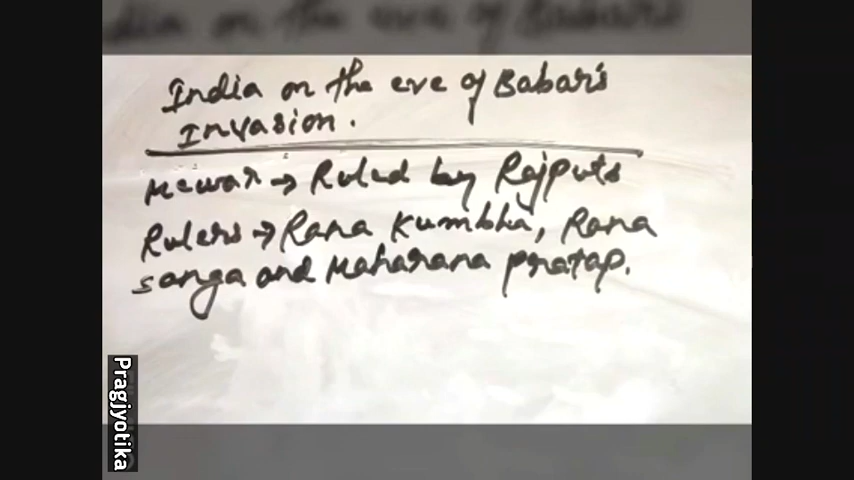 India on the eve of Babar's
Invasion.
Mewar → Ruled by Rajputs
Rulers → Rana Kumbha, Rana
sanga and Maharana pratap.
Pragjyotika